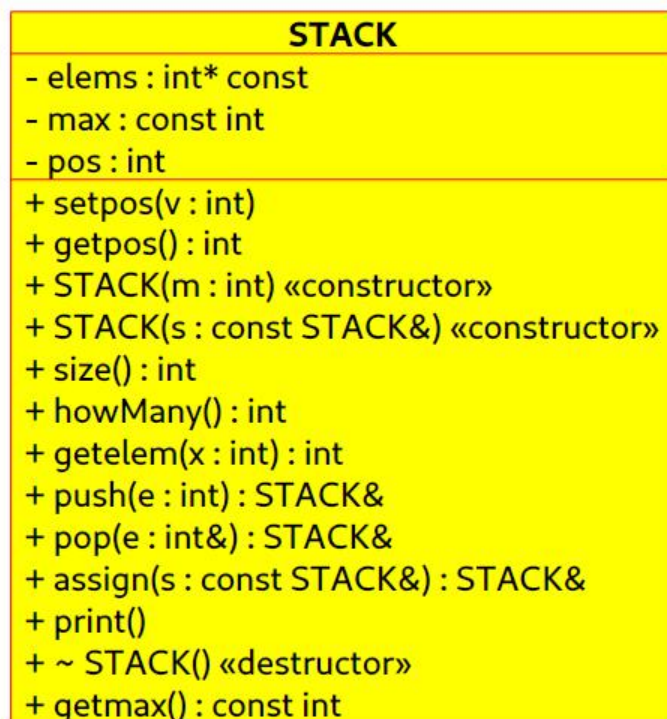 STACK
- elems : int* const
- max : const int
- pos : int
+ setpos(v : int)
+ getpos() : int
+ STACK(m : int) «constructor»
+ STACK(s : const STACK&) «constructor»
+ size() : int
+ howMany() : int
+ getelem(x : int) : int
+ push(e : int) : STACK&
+ pop(e : int&) : STACK&
+ assign(s : const STACK&) : STACK&
+ print()
+ ~ STACK() «destructor»
+ getmax() : const int